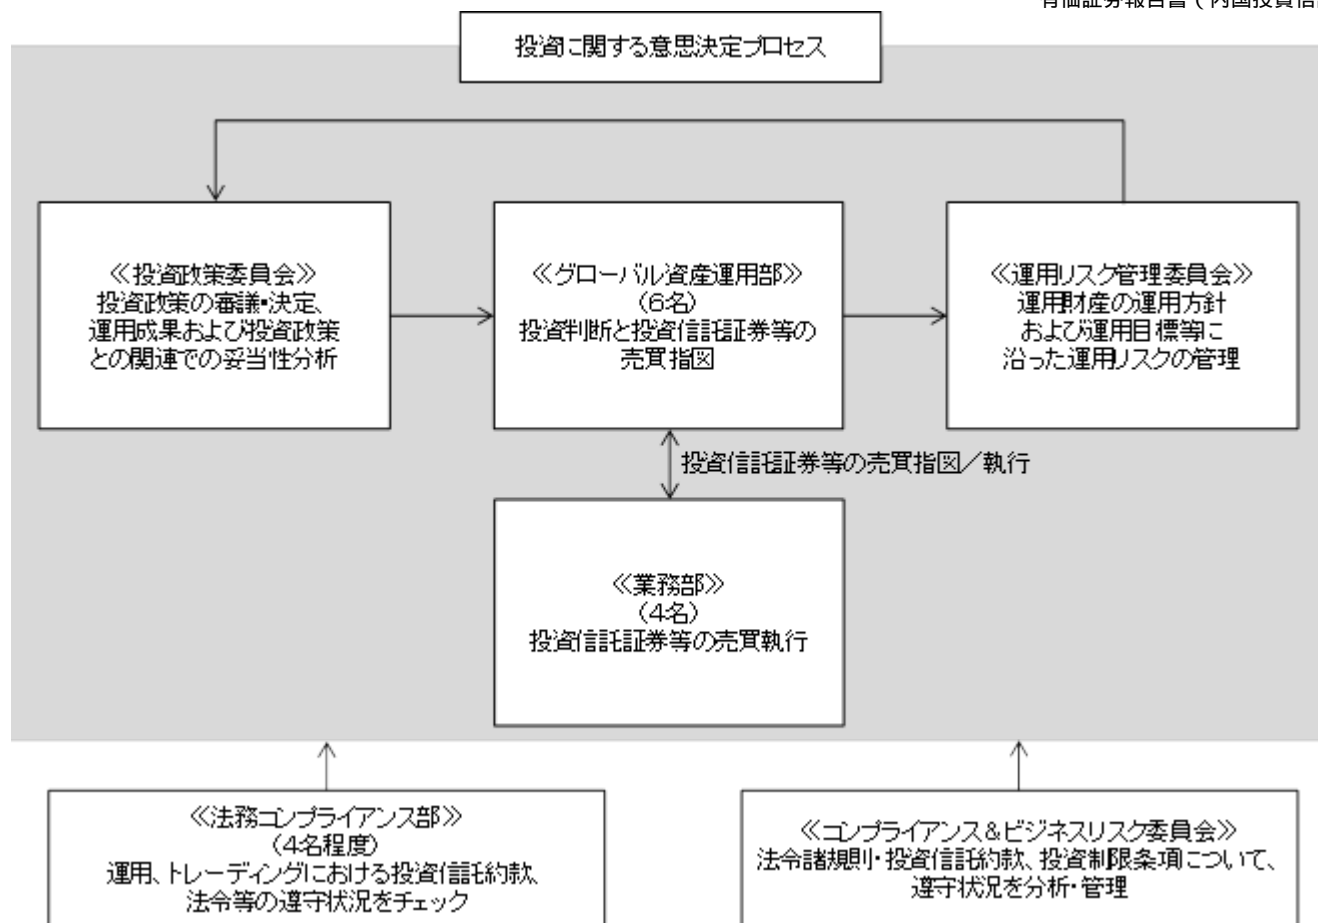 有価証券報告書（内国投資信
投資に関する意思決定プロセス
≪投資政策委員会≫
投資政策の審議・決定、
運用成果および投資政策
との関連での妥当性分析
≪グローバル資産運用部≫
（6名）
投資判断と投資信託証券等の
売買指図
≪運用リスク管理委員会≫
運用財産の運用方針
および運用目標等に
沿った運用リスクの管理
投資信託証券等の売買指図／執行
≪業務部≫
（4名）
投資信託証券等の売買執行
≪法務コンプライアンス部≫
（4名程度）
運用、トレーディングにおける投資信託約款、
法令等の遵守状況をチェック
≪コンプライアンス＆ビジネスリスク委員会≫
法令諸規則・投資信託約款、投資制限条項について、
遵守状況を分析・管理